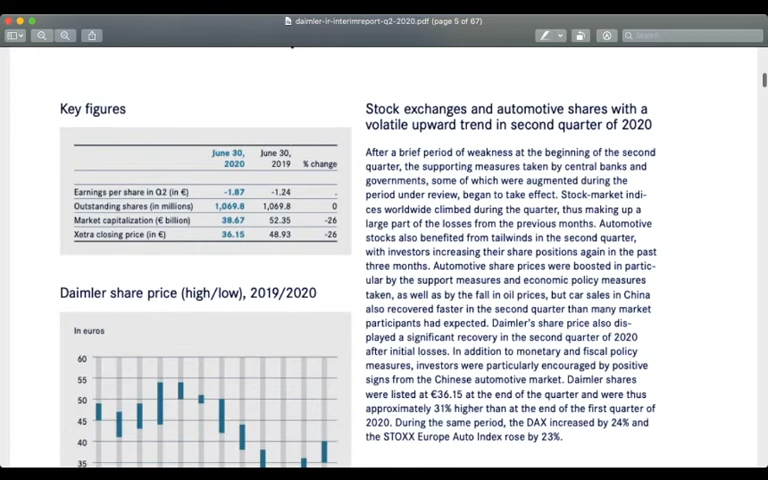 daimler-ir-interimreport-q2-2020.pdf (page 5 of 67)
Search
Key figures
June 30, June 30,
2020 2019 % change
Earnings per share in Q2 (in €) -1.87 -1.24 .
Outstanding shares (in millions) 1,069.8 1,069.8 0
Market capitalization (€ billion) 38.67 52.35 -26
Xetra closing price (in €) 36.15 48.93 -26
Daimler share price (high/low), 2019/2020
In euros
60
55
50
45
40
35
Stock exchanges and automotive shares with a
volatile upward trend in second quarter of 2020
After a brief period of weakness at the beginning of the second
quarter, the supporting measures taken by central banks and
governments, some of which were augmented during the
period under review, began to take effect. Stock-market indi-
ces worldwide climbed during the quarter, thus making up a
large part of the losses from the previous months. Automotive
stocks also benefited from tailwinds in the second quarter,
with investors increasing their share positions again in the past
three months. Automotive share prices were boosted in partic-
ular by the support measures and economic policy measures
taken, as well as by the fall in oil prices, but car sales in China
also recovered faster in the second quarter than many market
participants had expected. Daimler's share price also dis-
played a significant recovery in the second quarter of 2020
after initial losses. In addition to monetary and fiscal policy
measures, investors were particularly encouraged by positive
signs from the Chinese automotive market. Daimler shares
were listed at €36.15 at the end of the quarter and were thus
approximately 31% higher than at the end of the first quarter of
2020. During the same period, the DAX increased by 24% and
the STOXX Europe Auto Index rose by 23%.